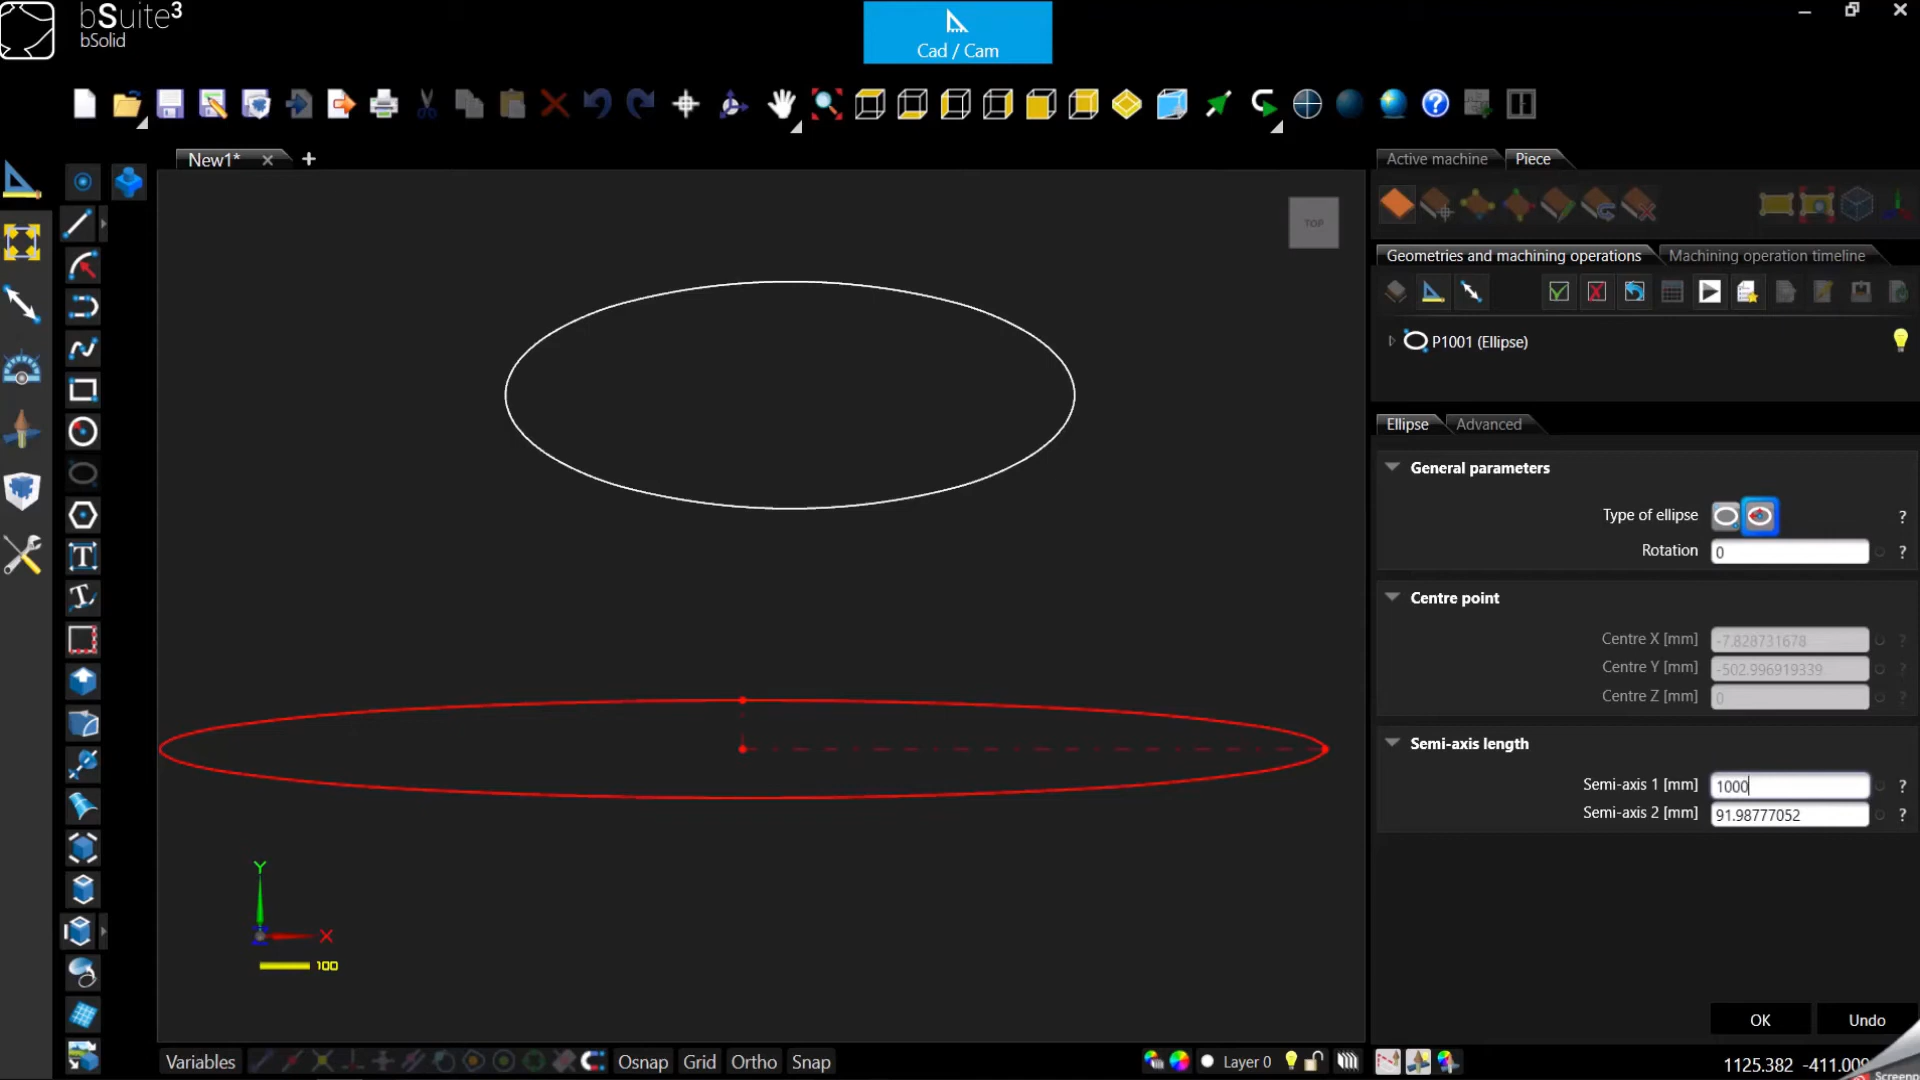 bSuite³
bSolid
Cad / Cam
New1*
Active machine
Piece
TOP
Geometries and machining operations
Machining operation timeline
P1001 (Ellipse)
Ellipse
Advanced
General parameters
Type of ellipse
?
Rotation
0
?
Centre point
Centre X [mm]
-7.828731678
?
Centre Y [mm]
-502.996919339
?
Centre Z [mm]
0
?
Semi-axis length
Semi-axis 1 [mm]
1000
?
Semi-axis 2 [mm]
91.98777052
?
Y
X
100
OK
Undo
Variables
Osnap
Grid
Ortho
Snap
Layer 0
1125.382 -411.009